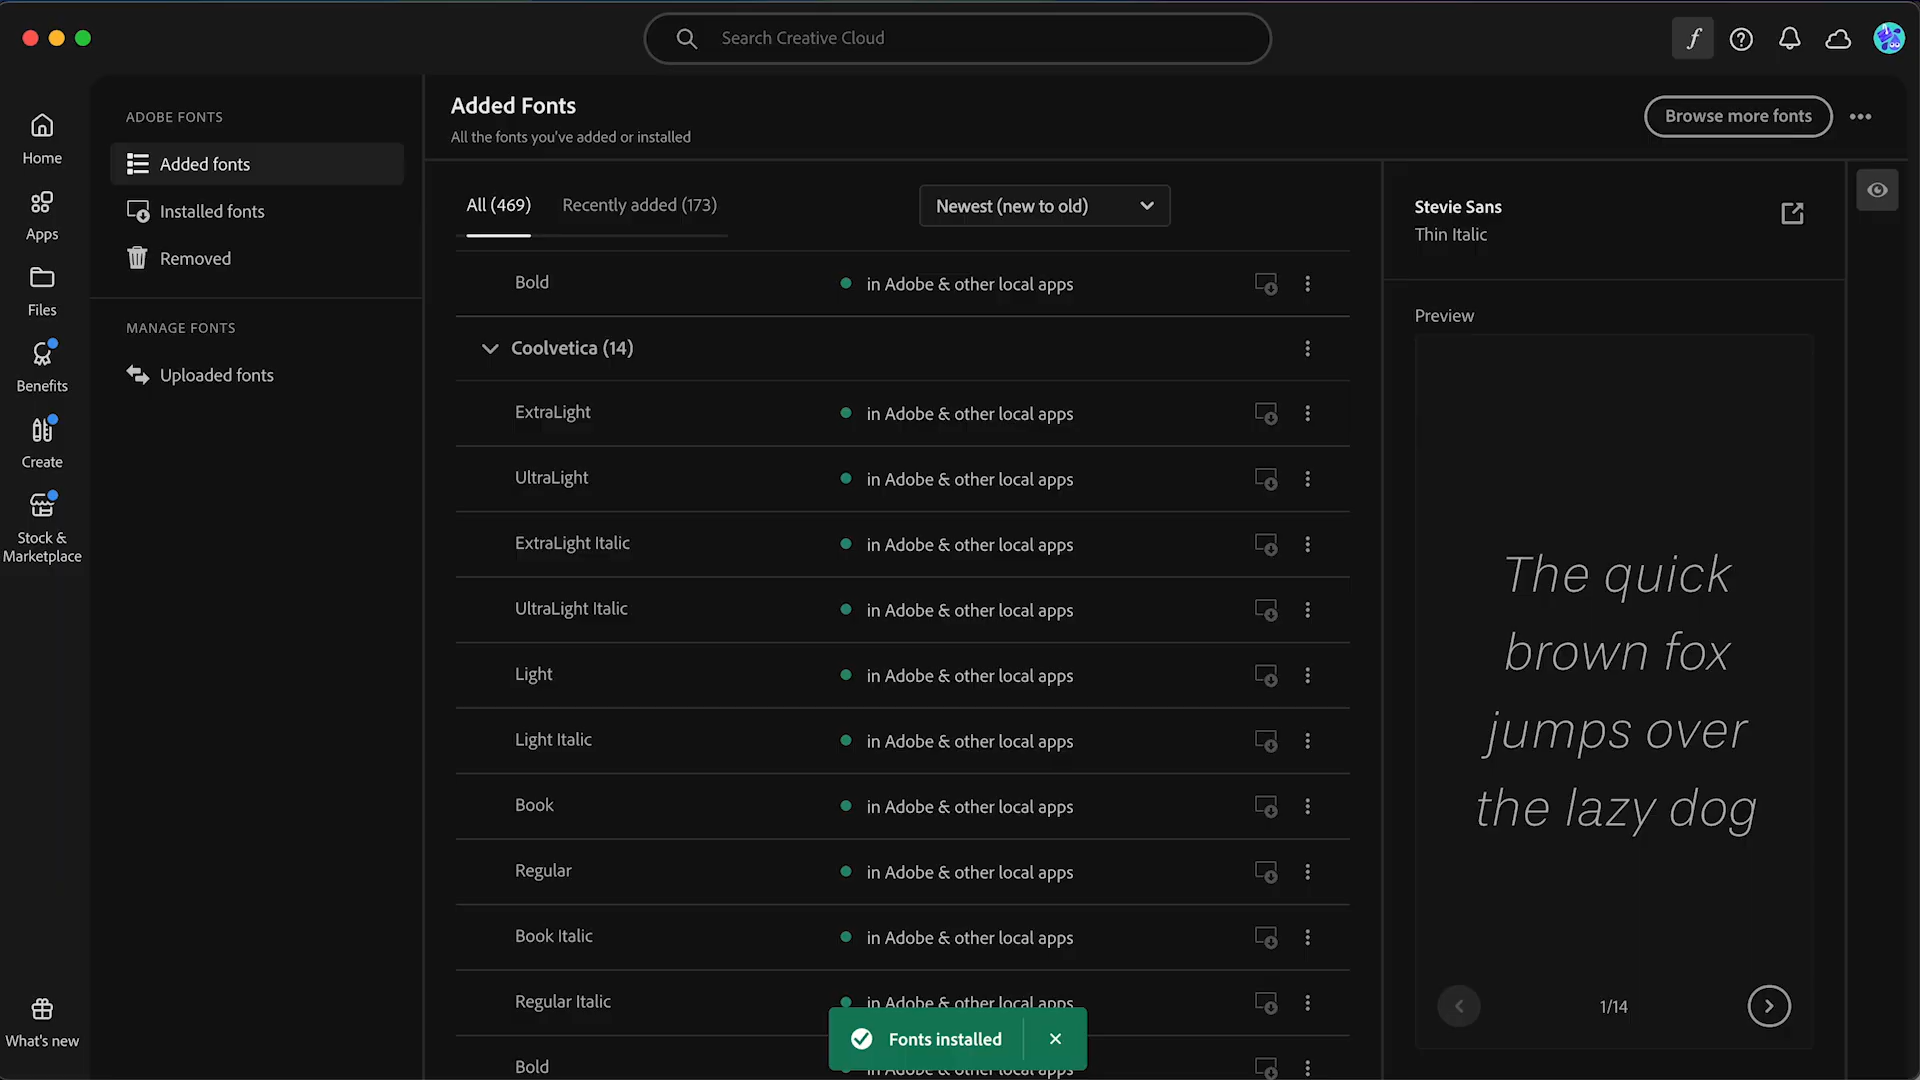 Search Creative Cloud
Home
Apps
Files
Benefits
Create
Stock &
Marketplace
What's new
ADOBE FONTS
Added fonts
Installed fonts
Removed
MANAGE FONTS
Uploaded fonts
Added Fonts
All the fonts you've added or installed
Browse more fonts
All (469) Recently added (173) Newest (new to old)
Bold in Adobe & other local apps
Coolvetica (14)
ExtraLight in Adobe & other local apps
UltraLight in Adobe & other local apps
ExtraLight Italic in Adobe & other local apps
UltraLight Italic in Adobe & other local apps
Light in Adobe & other local apps
Light Italic in Adobe & other local apps
Book in Adobe & other local apps
Regular in Adobe & other local apps
Book Italic in Adobe & other local apps
Regular Italic in Adobe & other local apps
Bold in Adobe & other local apps
Fonts installed
Stevie Sans
Thin Italic
Preview
The quick
brown fox
jumps over
the lazy dog
1/14